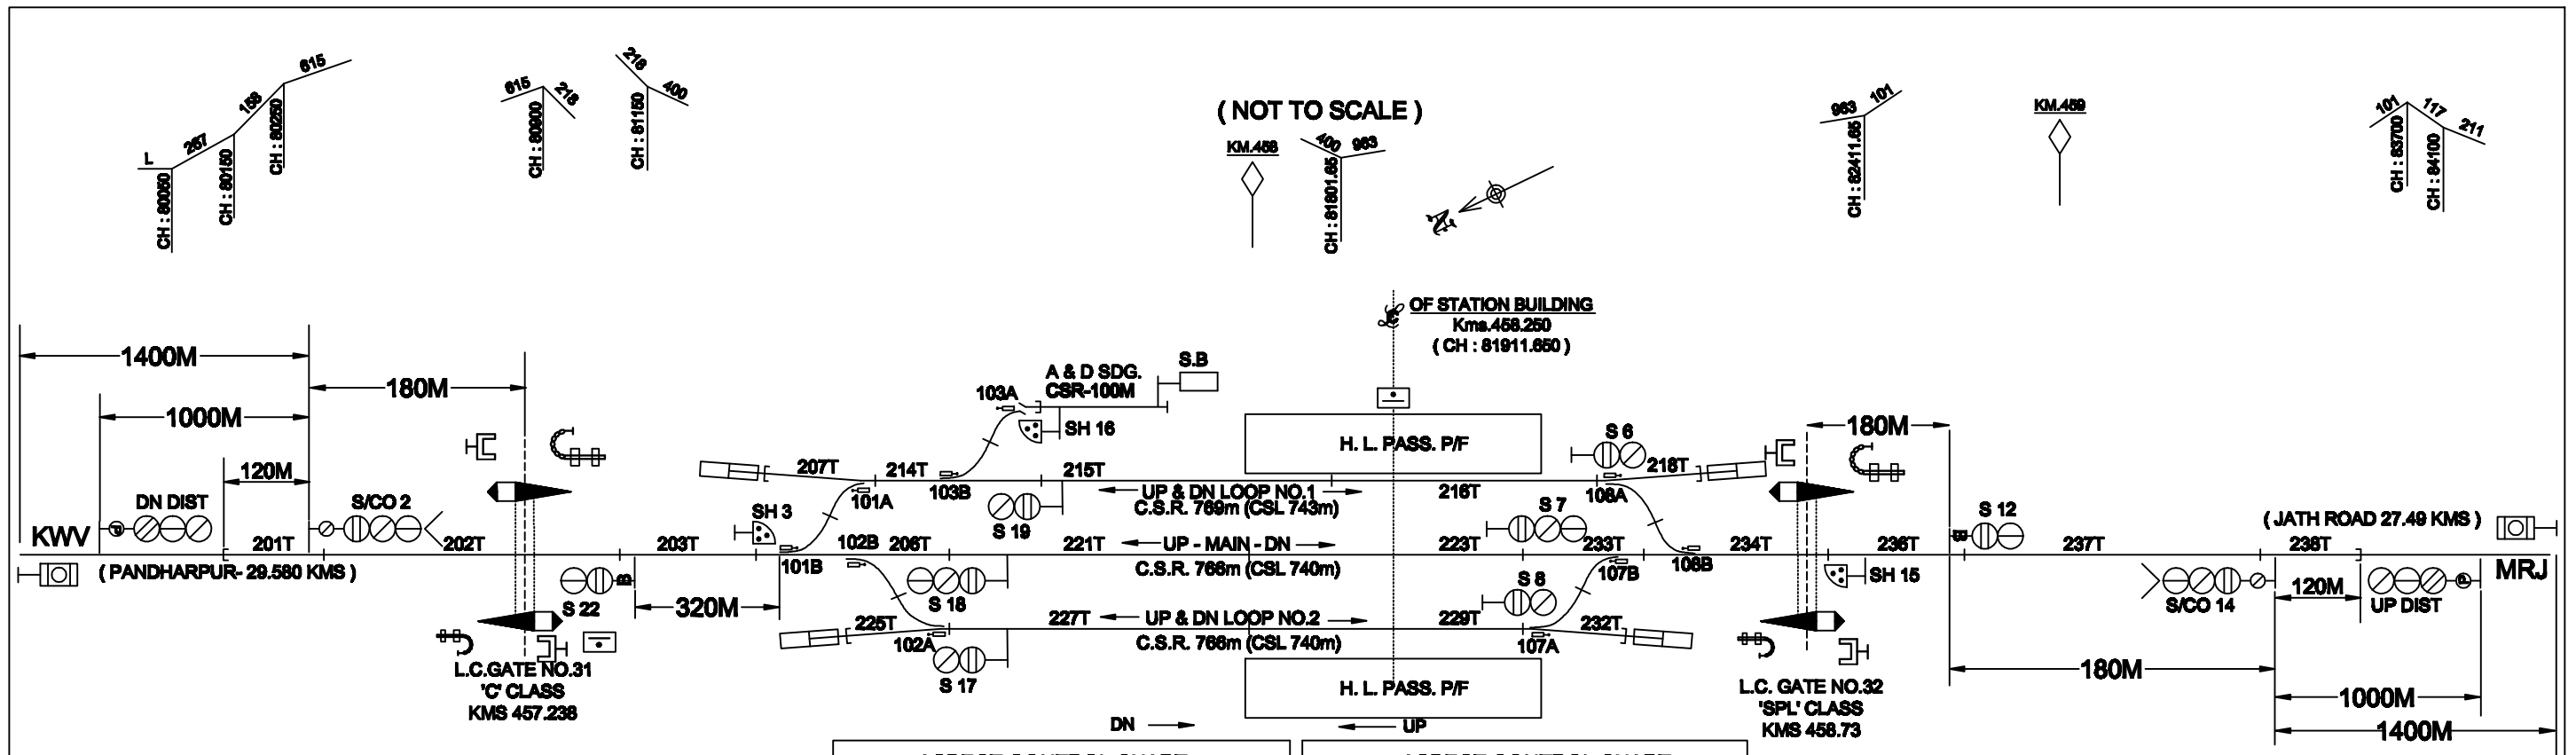 L
267
158
615
CH : 80050
CH : 80150
CH : 80250
615
218
CH : 80900
218
400
CH : 81150
( NOT TO SCALE )
KM.458
400
963
CH : 81801.65
963
101
CH : 82411.65
KM.459
101
117
211
CH : 83700
CH : 84100
OF STATION BUILDING
Kms.458.250
( CH : 81911.650 )
1400M
180M
1000M
120M
DN DIST
S/CO 2
KWV
P
201T
202T
( PANDHARPUR- 29.580 KMS )
203T
S 22
B
320M
L.C.GATE NO.31
'C' CLASS
KMS 457.238
SH 3
207T
214T
215T
101A
103B
103A
A & D SDG.
CSR-100M
S.B
SH 16
S 19
H. L. PASS. P/F
UP & DN LOOP NO.1
C.S.R. 769m (CSL 743m)
216T
S 6
218T
108A
S 7
101B
102B
206T
221T
UP - MAIN - DN
C.S.R. 766m (CSL 740m)
223T
233T
234T
107B
108B
S 18
225T
102A
227T
UP & DN LOOP NO.2
C.S.R. 766m (CSL 740m)
229T
S 8
232T
107A
S 17
H. L. PASS. P/F
DN
UP
180M
S 12
B
236T
237T
238T
SH 15
( JATH ROAD 27.49 KMS )
MRJ
S/CO 14
120M
UP DIST
P
L.C. GATE NO.32
'SPL' CLASS
KMS 458.73
180M
1000M
1400M